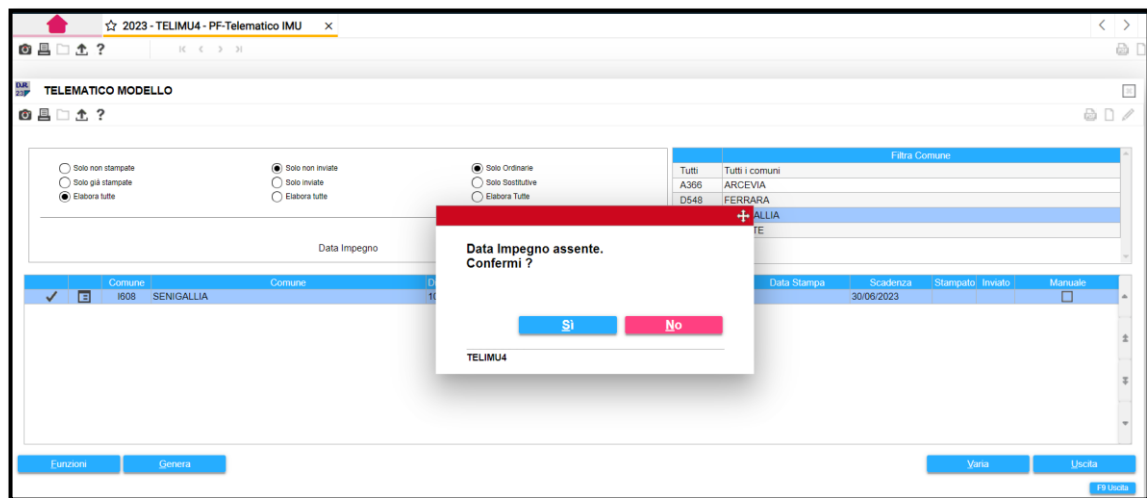 2023 - TELIMU4 - PF-Telematico IMU
TELEMATICO MODELLO
Solo non stampate
Solo non inviate
Solo Ordinarie
Solo già stampate
Solo inviate
Solo Sostitutive
Elabora tutte
Elabora tutte
Elabora Tutte
Data Impegno
Filtra Comune
Tutti Tutti i comuni
A366 ARCEVIA
D548 FERRARA
ALLIA
TE
Data Impegno assente.
Confermi ?
Sì No
TELIMU4
Comune Comune Data Stampa Scadenza Stampato Inviato Manuale
I608 SENIGALLIA 30/06/2023
Funzioni Genera Varia Uscita
F9 Uscita